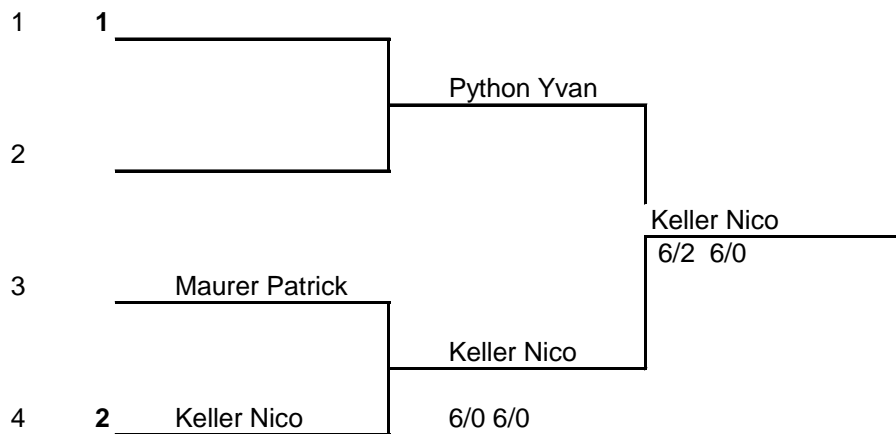 1 1
Python Yvan
2
Keller Nico
6/2 6/0
3 Maurer Patrick
Keller Nico
4 2 Keller Nico 6/0 6/0